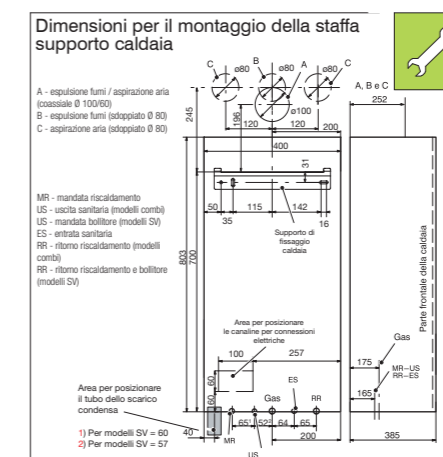 Dimensioni per il montaggio della staffa
supporto caldaia
A - espulsione fumi / aspirazione aria
(coassiale Ø 100/60)
B - espulsione fumi (sdoppiato Ø 80)
C - aspirazione aria (sdoppiato Ø 80)
MR - mandata riscaldamento
US - uscita sanitaria (modelli combi)
US - mandata bollitore (modelli SV)
ES - entrata sanitaria
RR - ritorno riscaldamento (modelli
combi)
RR - ritorno riscaldamento e bollitore
(modelli SV)
C ø80 B ø80 A ø80 C
A, B e C
252
ø100
245
196
120 120 200
400
31
50 115 142
35 16
Supporto di
fissaggio
caldaia
803
700
Parte frontale della caldaia
Area per posizionare
le canaline per connessioni
elettriche
100 257
60
60
Gas
175
MR–US
RR–ES
165
Area per posizionare
il tubo dello scarico
condensa
1) Per modelli SV = 60
2) Per modelli SV = 57
ES
Gas RR
40 65¹ 52² 64 65
MR
US
200
385